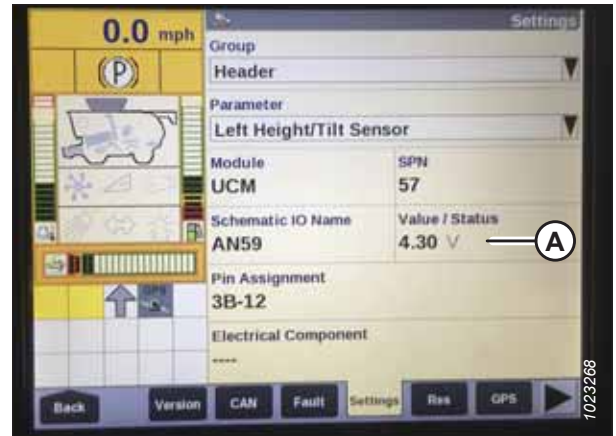 0.0 mph
Settings
(P)
Group
Header
Parameter
Left Height/Tilt Sensor
Module
UCM
SPN
57
Schematic IO Name
AN59
Value / Status
4.30 V
A
Pin Assignment
3B-12
Electrical Component
----
Back
Version
CAN
Fault
Settings
Res
GPS
1023268